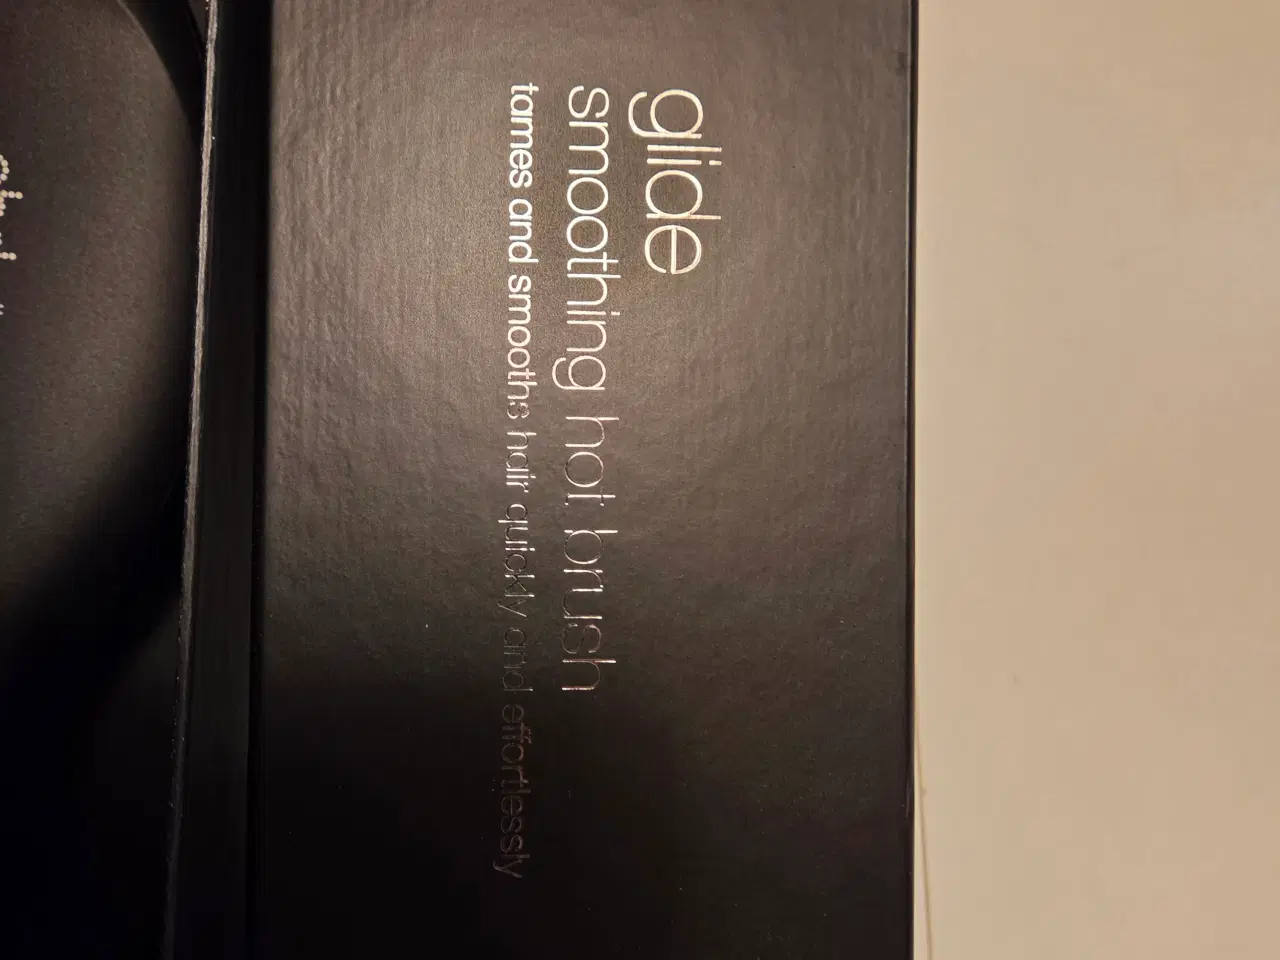 glide
smoothing hot brush
tames and smooths hair quickly and effortlessly